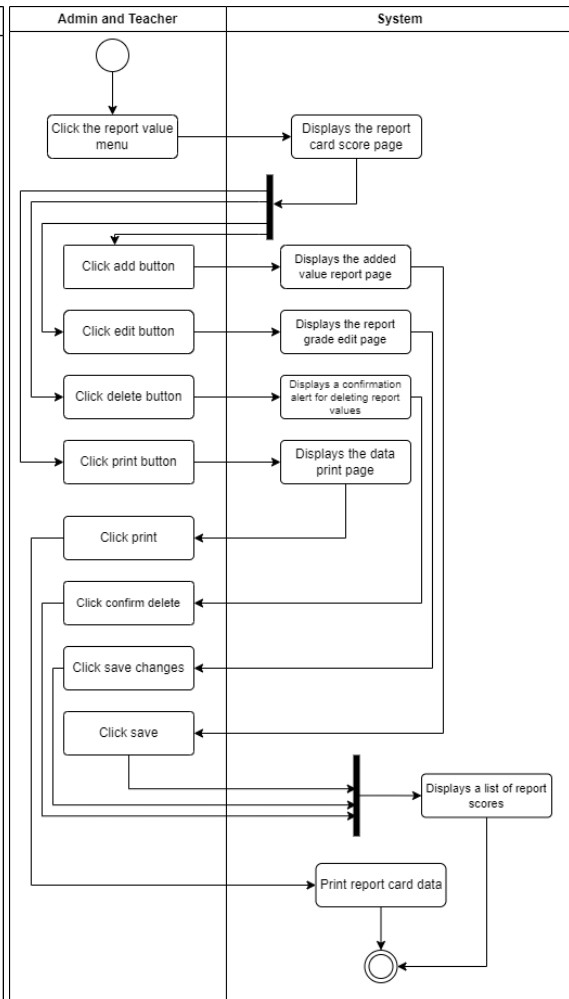 Admin and Teacher
System
Click the report value
menu
Displays the report
card score page
Click add button
Displays the added
value report page
Click edit button
Displays the report
grade edit page
Click delete button
Displays a confirmation
alert for deleting report
values
Click print button
Displays the data
print page
Click print
Click confirm delete
Click save changes
Click save
Displays a list of report
scores
Print report card data